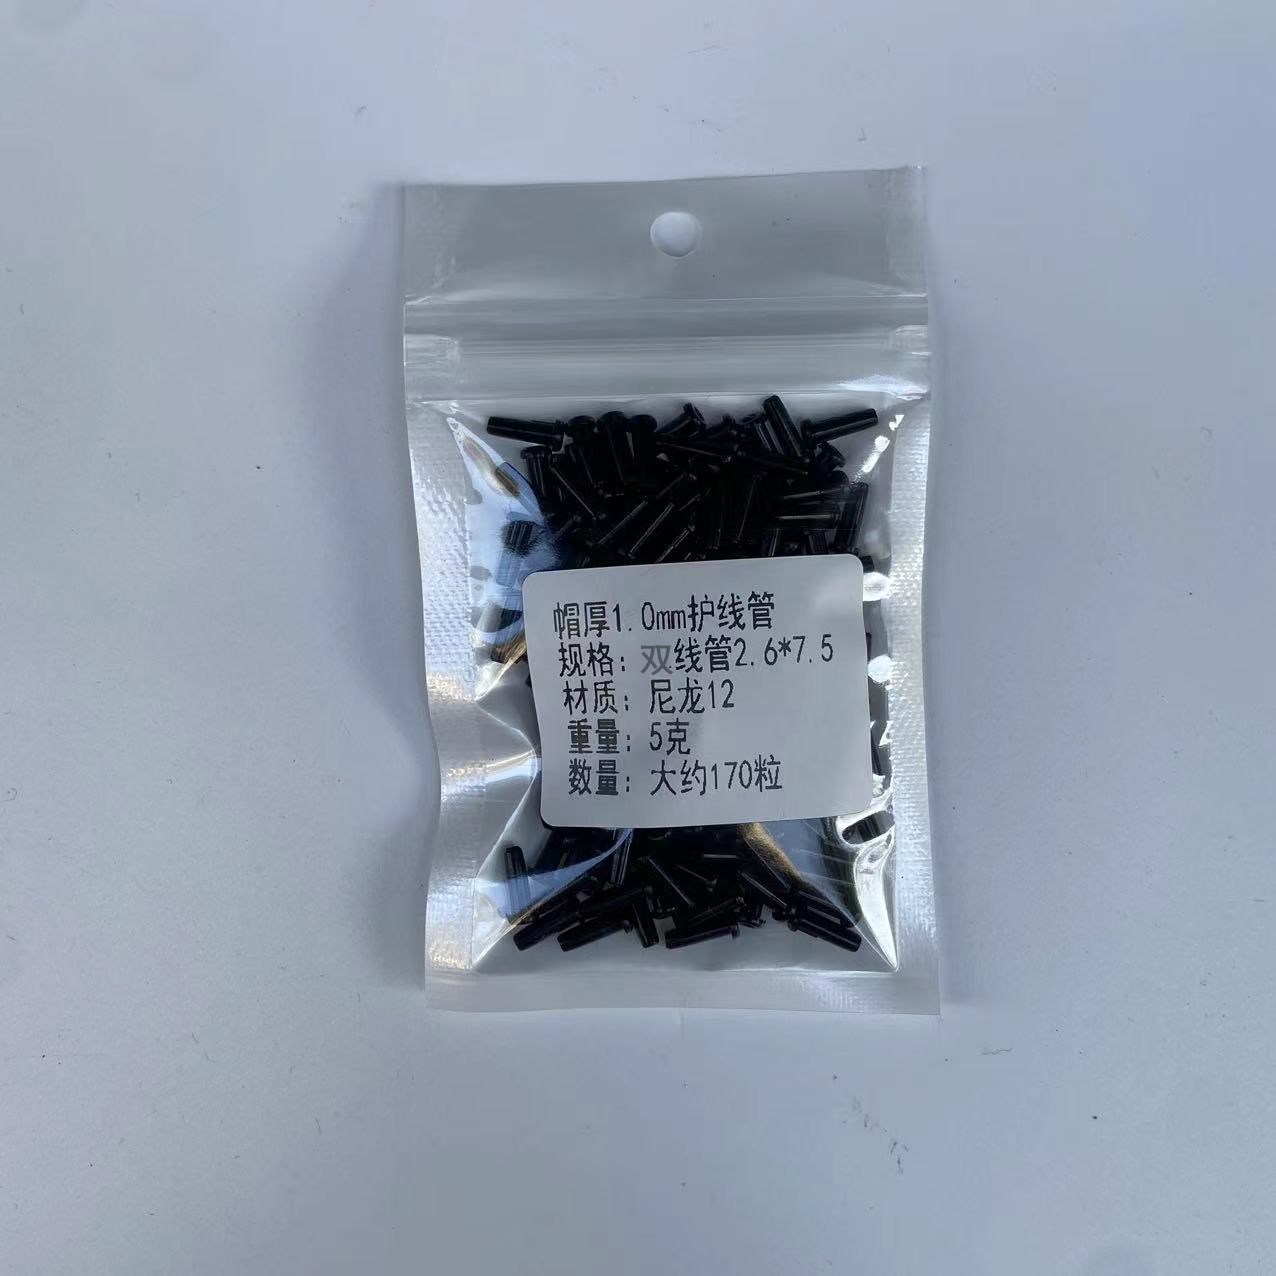 帽厚1.0mm护线管
规格：双线管2.6*7.5
材质：尼龙12
重量：5克
数量：大约170粒